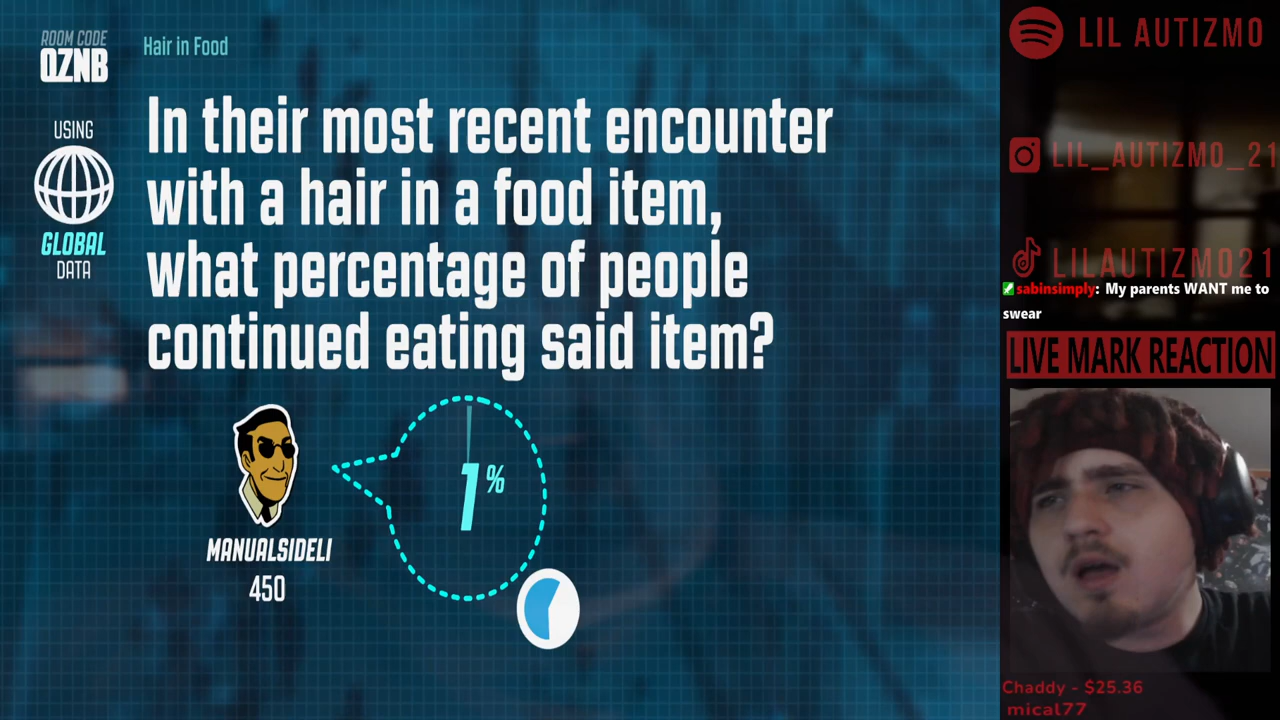 ROOM CODE
QZNB
Hair in Food
USING
GLOBAL
DATA
In their most recent encounter
with a hair in a food item,
what percentage of people
continued eating said item?
1%
MANUALSIDELI
450
LIL AUTIZMO
LIL_AUTIZMO_21
LILAUTIZMO21
sabinsimply: My parents WANT me to
swear
LIVE MARK REACTION
Chaddy - $25.36
mical77